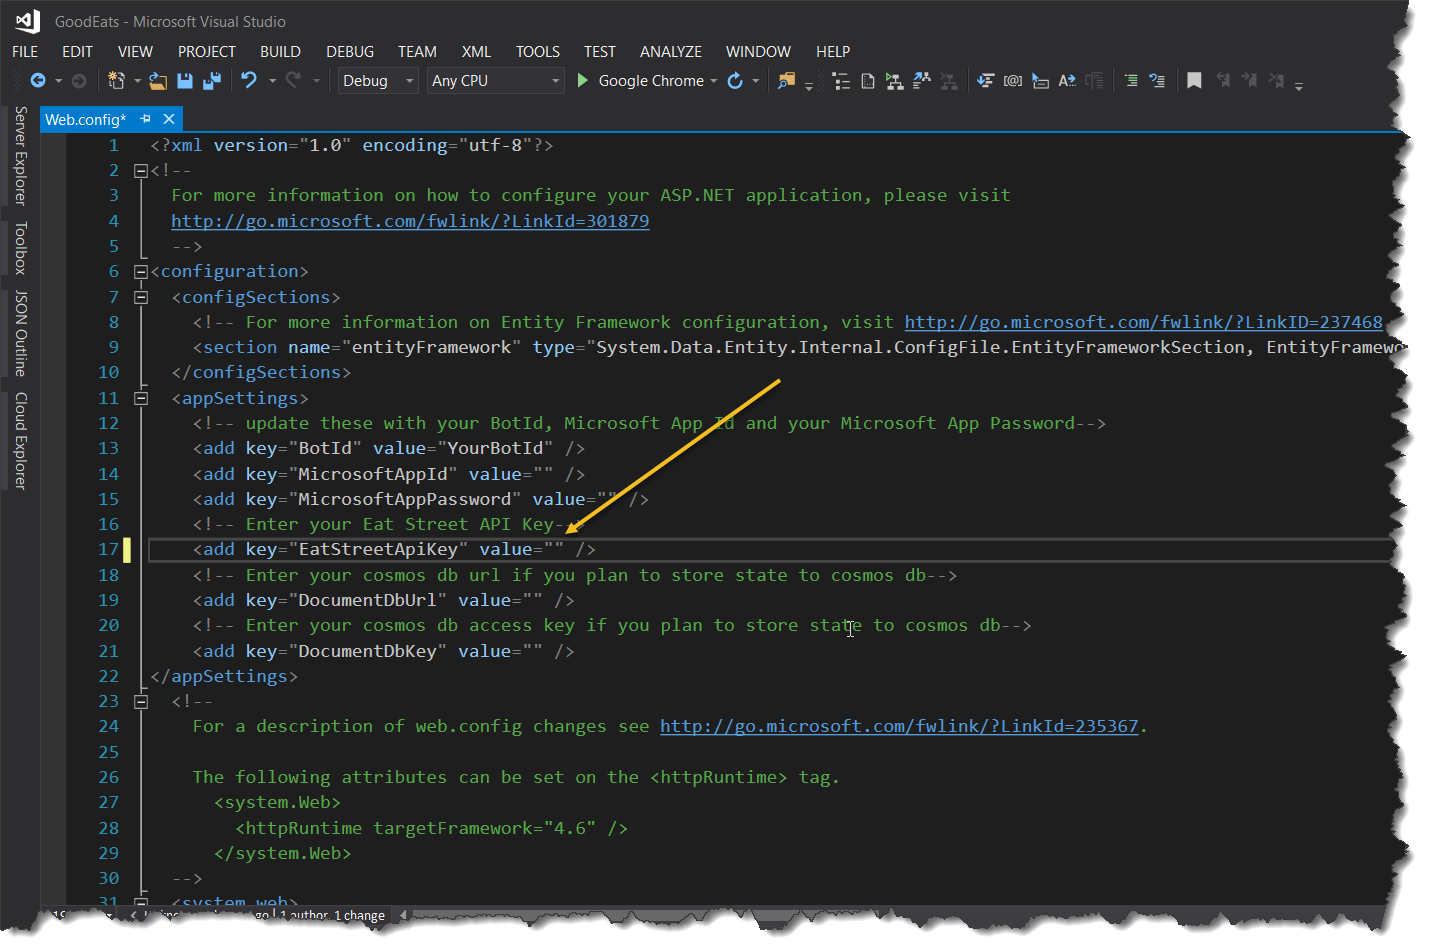 GoodEats - Microsoft Visual Studio
FILE EDIT VIEW PROJECT BUILD DEBUG TEAM XML TOOLS TEST ANALYZE WINDOW HELP
Debug Any CPU Google Chrome
Server Explorer
Toolbox
JSON Outline
Cloud Explorer
Web.config*
1 <?xml version="1.0" encoding="utf-8"?>
2 <!--
3 For more information on how to configure your ASP.NET application, please visit
4 http://go.microsoft.com/fwlink/?LinkId=301879
5 -->
6 <configuration>
7 <configSections>
8 <!-- For more information on Entity Framework configuration, visit http://go.microsoft.com/fwlink/?LinkID=237468
9 <section name="entityFramework" type="System.Data.Entity.Internal.ConfigFile.EntityFrameworkSection, EntityFramewo
10 </configSections>
11 <appSettings>
12 <!-- update these with your BotId, Microsoft App Id and your Microsoft App Password-->
13 <add key="BotId" value="YourBotId" />
14 <add key="MicrosoftAppId" value="" />
15 <add key="MicrosoftAppPassword" value="" />
16 <!-- Enter your Eat Street API Key-->
17 <add key="EatStreetApiKey" value="" />
18 <!-- Enter your cosmos db url if you plan to store state to cosmos db-->
19 <add key="DocumentDbUrl" value="" />
20 <!-- Enter your cosmos db access key if you plan to store state to cosmos db-->
21 <add key="DocumentDbKey" value="" />
22 </appSettings>
23 <!--
24 For a description of web.config changes see http://go.microsoft.com/fwlink/?LinkId=235367.
25
26 The following attributes can be set on the <httpRuntime> tag.
27 <system.Web>
28 <httpRuntime targetFramework="4.6" />
29 </system.Web>
30 -->
31 <system.web>
go | 1 author, 1 change